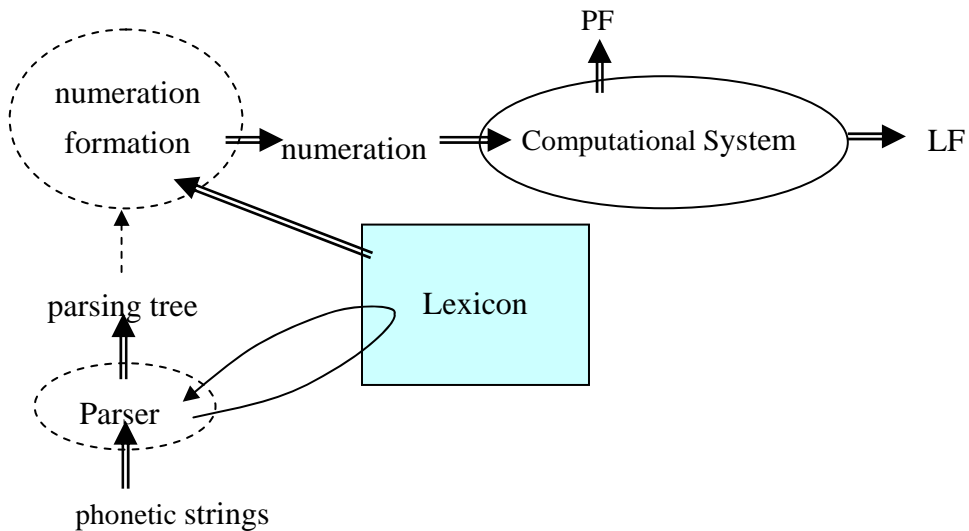 PF
numeration
formation
numeration
Computational System
LF
Lexicon
parsing tree
Parser
phonetic strings